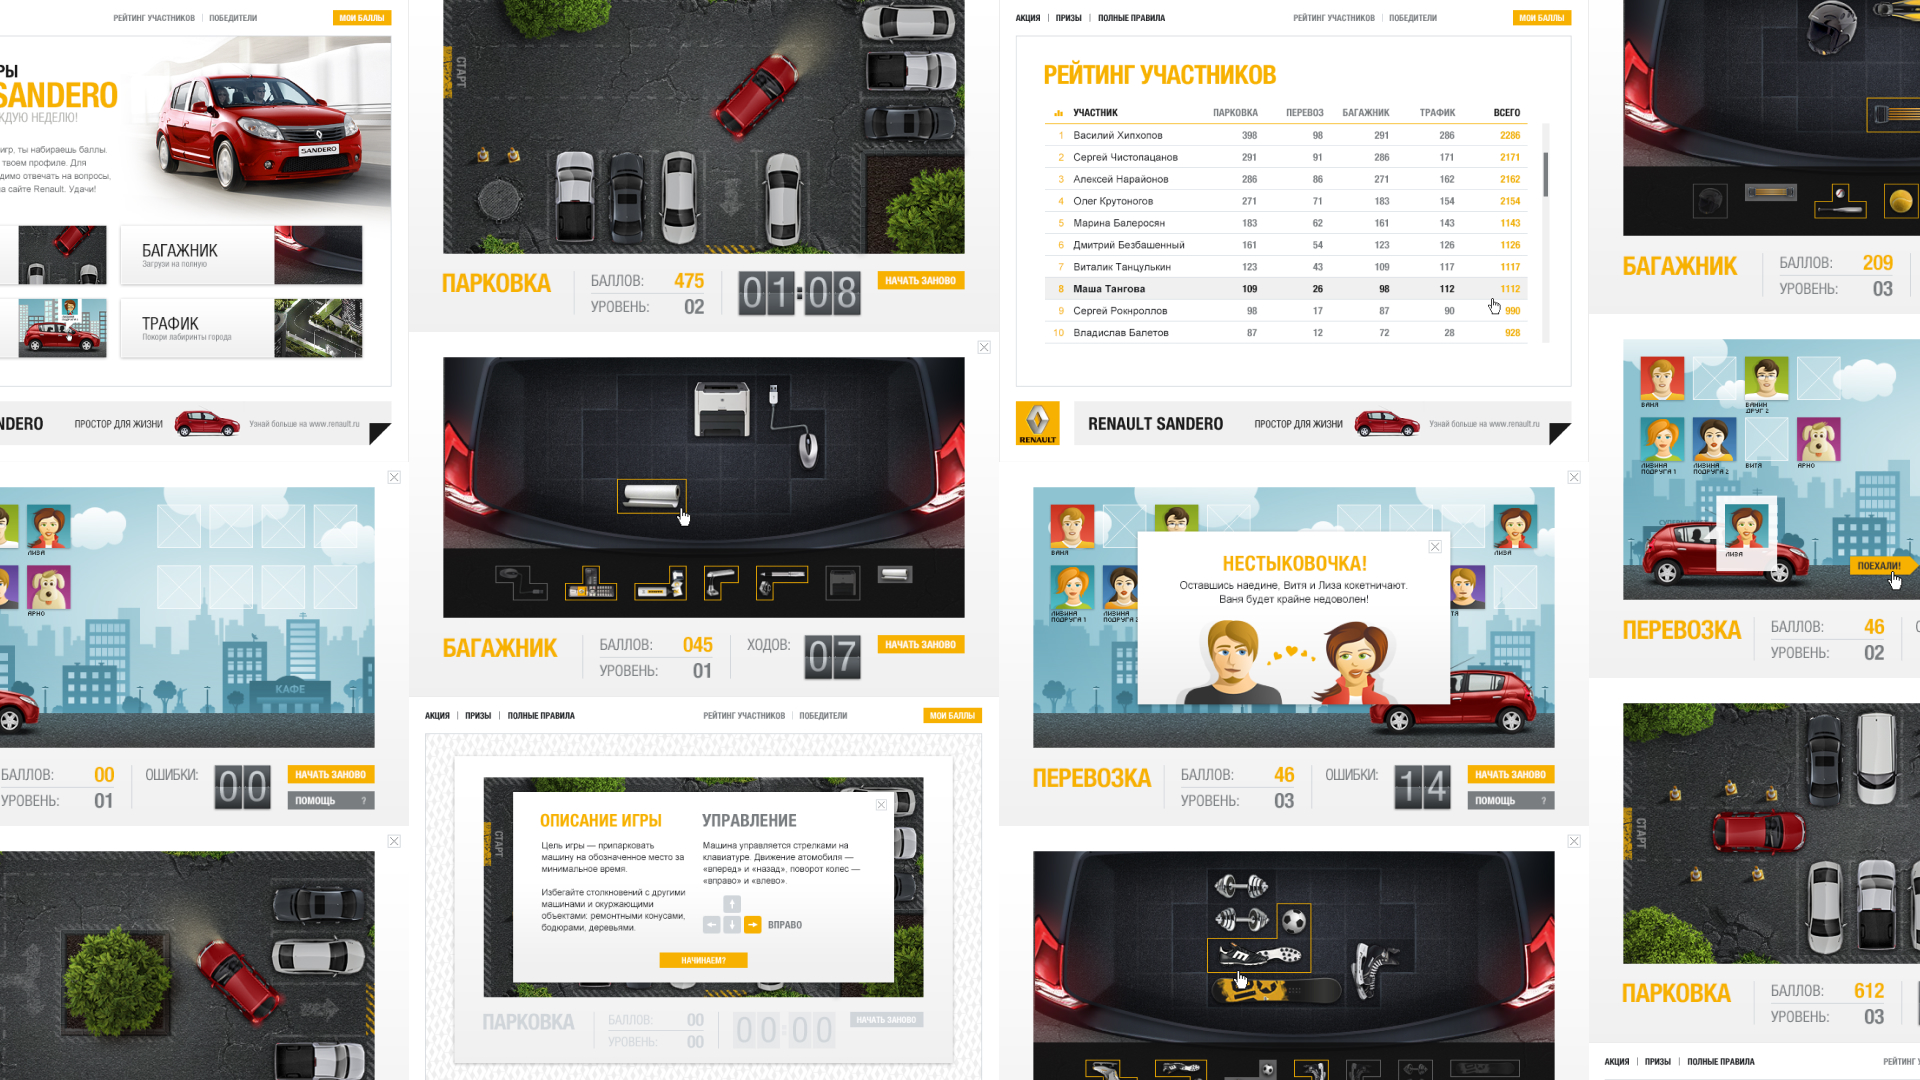 РЕЙТИНГ УЧАСТНИКОВ | ПОБЕДИТЕЛИ
МОИ БАЛЛЫ
РЫ
SANDERO
КДУЮ НЕДЕЛЮ!
игр, ты набираешь баллы.
твоем профиле. Для
димо отвечать на вопросы,
а сайте Renault. Удачи!
SANDERO
БАГАЖНИК
Загрузи на полную
ТРАФИК
Покори лабиринты города
NDERO
ПРОСТОР ДЛЯ ЖИЗНИ
Узнай больше на www.renault.ru
ЛИЗА
АРНО
КАФЕ
БАЛЛОВ: 00
УРОВЕНЬ: 01
ОШИБКИ: 00
НАЧАТЬ ЗАНОВО
ПОМОЩЬ ?
СТАРТ
ПАРКОВКА
БАЛЛОВ: 475
УРОВЕНЬ: 02
01:08
НАЧАТЬ ЗАНОВО
БАГАЖНИК
БАЛЛОВ: 045
УРОВЕНЬ: 01
ХОДОВ: 07
НАЧАТЬ ЗАНОВО
АКЦИЯ | ПРИЗЫ | ПОЛНЫЕ ПРАВИЛА
РЕЙТИНГ УЧАСТНИКОВ | ПОБЕДИТЕЛИ
МОИ БАЛЛЫ
СТАРТ
ОПИСАНИЕ ИГРЫ
Цель игры — припарковать
машину на обозначенное место за
минимальное время.
Избегайте столкновений с другими
машинами и окружающими
объектами: ремонтными конусами,
бодюрами, деревьями.
УПРАВЛЕНИЕ
Машина управляется стрелками на
клавиатуре. Движение атомобиля —
«вперед» и «назад», поворот колес —
«вправо» и «влево».
ВПРАВО
НАЧИНАЕМ?
ПАРКОВКА
БАЛЛОВ: 00
УРОВЕНЬ: 00
00:00
НАЧАТЬ ЗАНОВО
АКЦИЯ | ПРИЗЫ | ПОЛНЫЕ ПРАВИЛА
РЕЙТИНГ УЧАСТНИКОВ | ПОБЕДИТЕЛИ
МОИ БАЛЛЫ
РЕЙТИНГ УЧАСТНИКОВ
УЧАСТНИК ПАРКОВКА ПЕРЕВОЗ БАГАЖНИК ТРАФИК ВСЕГО
1 Василий Хипхопов 398 98 291 286 2286
2 Сергей Чистопацанов 291 91 286 171 2171
3 Алексей Нарайонов 286 86 271 162 2162
4 Олег Крутоногов 271 71 183 154 2154
5 Марина Балеросян 183 62 161 143 1143
6 Дмитрий Безбашенный 161 54 123 126 1126
7 Виталик Танцулькин 123 43 109 117 1117
8 Маша Тангова 109 26 98 112 1112
9 Сергей Рокнроллов 98 17 87 90 990
10 Владислав Балетов 87 12 72 28 928
RENAULT
RENAULT SANDERO
ПРОСТОР ДЛЯ ЖИЗНИ
Узнай больше на www.renault.ru
ВАНЯ
ЛИЗА
ЛИЗИНА ПОДРУГА 1
НЕСТЫКОВОЧКА!
Оставшись наедине, Витя и Лиза кокетничают.
Ваня будет крайне недоволен!
ПЕРЕВОЗКА
БАЛЛОВ: 46
УРОВЕНЬ: 03
ОШИБКИ: 14
НАЧАТЬ ЗАНОВО
ПОМОЩЬ ?
БАГАЖНИК
БАЛЛОВ: 209
УРОВЕНЬ: 03
ВАНЯ
ВАНИН ДРУГ 2
ЛИЗИНА ПОДРУГА 1
ЛИЗИНА ПОДРУГА 2
ВИТЯ
АРНО
ЛИЗА
ПОЕХАЛИ!
ПЕРЕВОЗКА
БАЛЛОВ: 46
УРОВЕНЬ: 02
СТАРТ
ПАРКОВКА
БАЛЛОВ: 612
УРОВЕНЬ: 03
АКЦИЯ | ПРИЗЫ | ПОЛНЫЕ ПРАВИЛА
РЕЙТИНГ